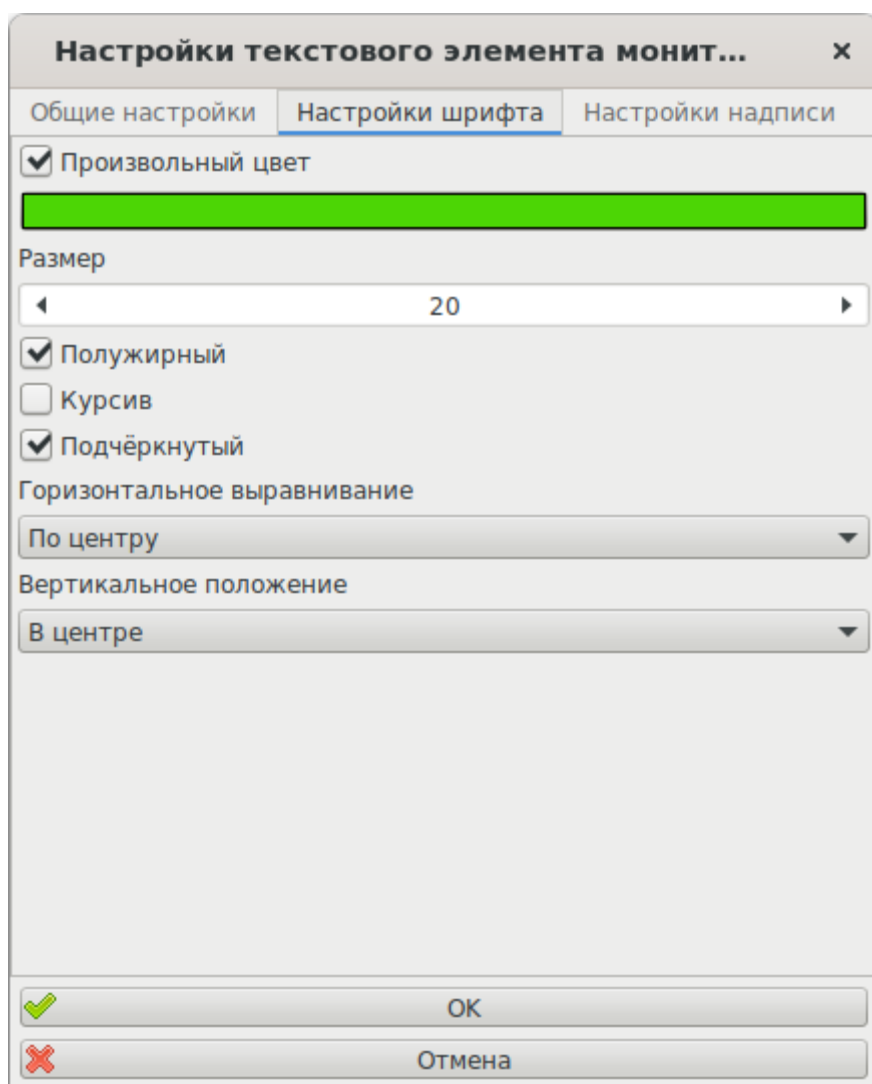 Настройки текстового элемента монит...
Общие настройки Настройки шрифта Настройки надписи
Произвольный цвет
Размер
20
Полужирный
Курсив
Подчёркнутый
Горизонтальное выравнивание
По центру
Вертикальное положение
В центре
ОК
Отмена